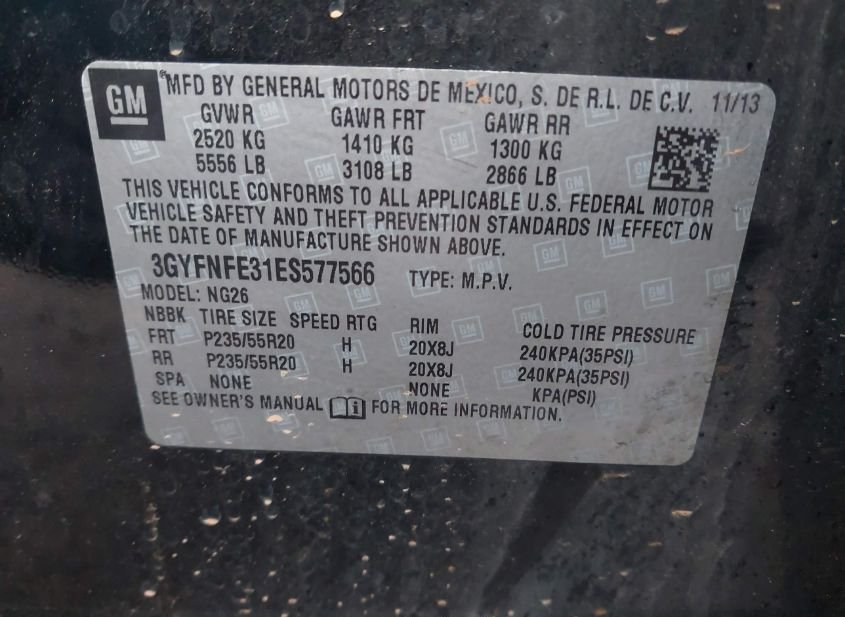 GM
®MFD BY GENERAL MOTORS DE MEXICO, S. DE R.L. DE C.V. 11/13
GVWR GAWR FRT GAWR RR
2520 KG 1410 KG 1300 KG
5556 LB 3108 LB 2866 LB
THIS VEHICLE CONFORMS TO ALL APPLICABLE U.S. FEDERAL MOTOR
VEHICLE SAFETY AND THEFT PREVENTION STANDARDS IN EFFECT ON
THE DATE OF MANUFACTURE SHOWN ABOVE.
3GYFNFE31ES577566 TYPE: M.P.V.
MODEL: NG26
NBBK TIRE SIZE SPEED RTG RIM COLD TIRE PRESSURE
FRT P235/55R20 H 20X8J 240KPA(35PSI)
RR P235/55R20 H 20X8J 240KPA(35PSI)
SPA NONE NONE KPA(PSI)
SEE OWNER'S MANUAL i FOR MORE INFORMATION.